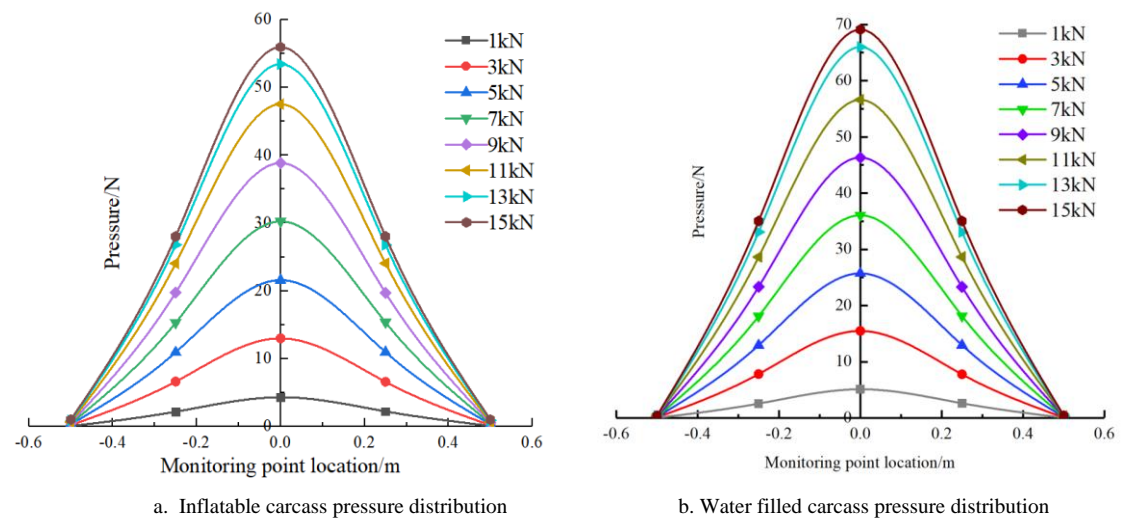 60
50
40
30
20
10
0
Pressure/N
1kN
3kN
5kN
7kN
9kN
11kN
13kN
15kN
-0.6
-0.4
-0.2
0.0
0.2
0.4
0.6
Monitoring point location/m
a. Inflatable carcass pressure distribution
70
60
50
40
30
20
10
0
Pressure/N
1kN
3kN
5kN
7kN
9kN
11kN
13kN
15kN
-0.6
-0.4
-0.2
0.0
0.2
0.4
0.6
Monitoring point location/m
b. Water filled carcass pressure distribution